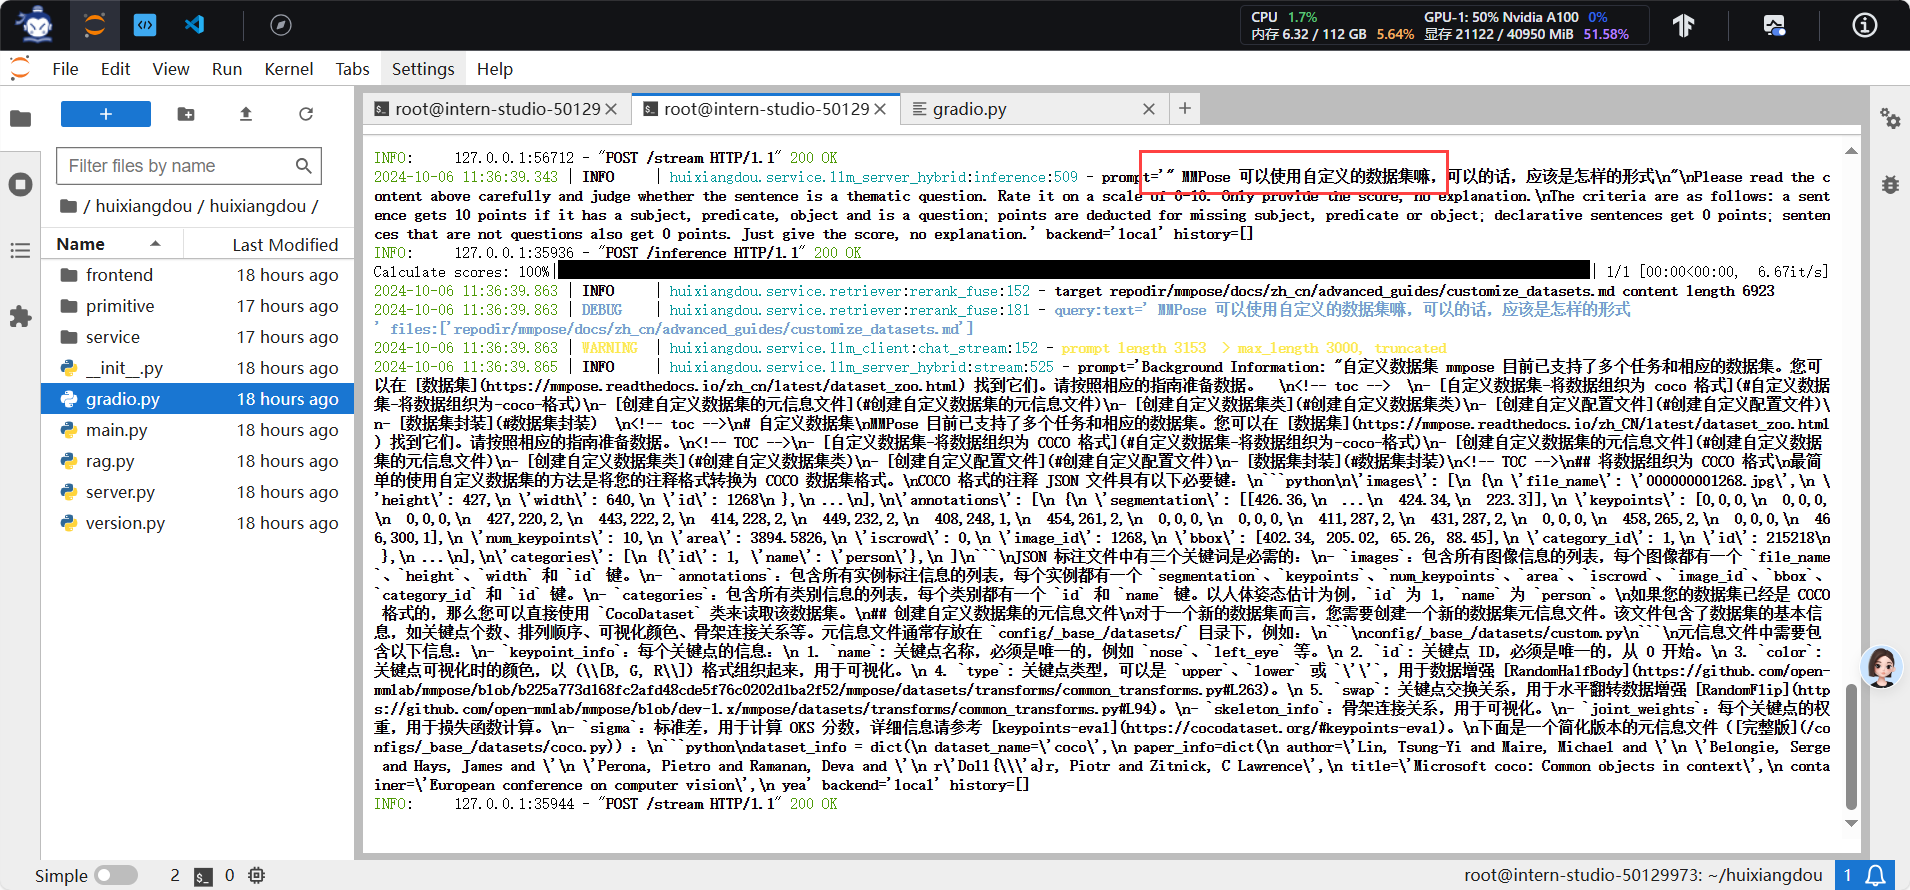 CPU 1.7% GPU-1: 50% Nvidia A100 0%
内存 6.32 / 112 GB 5.64% 显存 21122 / 40950 MiB 51.58%
File Edit View Run Kernel Tabs Settings Help
root@intern-studio-50129 root@intern-studio-50129 gradio.py
Filter files by name
/ huixiangdou / huixiangdou /
Name Last Modified
frontend 18 hours ago
primitive 17 hours ago
service 17 hours ago
__init__.py 18 hours ago
gradio.py 18 hours ago
main.py 18 hours ago
rag.py 18 hours ago
server.py 18 hours ago
version.py 18 hours ago
INFO: 127.0.0.1:56712 - "POST /stream HTTP/1.1" 200 OK
2024-10-06 11:36:39.343 | INFO | huixiangdou.service.llm_server_hybrid:inference:509 - prompt='" MMPose 可以使用自定义的数据集嘛，可以的话，应该是怎样的形式\n"\nPlease read the c
ontent above carefully and judge whether the sentence is a thematic question. Rate it on a scale of 0-10. Only provide the score, no explanation.\nThe criteria are as follows: a sent
ence gets 10 points if it has a subject, predicate, object and is a question; points are deducted for missing subject, predicate or object; declarative sentences get 0 points; senten
ces that are not questions also get 0 points. Just give the score, no explanation.' backend='local' history=[]
INFO: 127.0.0.1:35936 - "POST /inference HTTP/1.1" 200 OK
Calculate scores: 100%| | 1/1 [00:00<00:00, 6.67it/s]
2024-10-06 11:36:39.863 | INFO | huixiangdou.service.retriever:rerank_fuse:152 - target repodir/mmpose/docs/zh_cn/advanced_guides/customize_datasets.md content length 6923
2024-10-06 11:36:39.863 | DEBUG | huixiangdou.service.retriever:rerank_fuse:181 - query:text=' MMPose 可以使用自定义的数据集嘛，可以的话，应该是怎样的形式
' files:['repodir/mmpose/docs/zh_cn/advanced_guides/customize_datasets.md']
2024-10-06 11:36:39.863 | WARNING | huixiangdou.service.llm_client:chat_stream:152 - prompt length 3153 > max_length 3000, truncated
2024-10-06 11:36:39.865 | INFO | huixiangdou.service.llm_server_hybrid:stream:525 - prompt='Background Information: "自定义数据集 mmpose 目前已支持了多个任务和相应的数据集。您可
以在 [数据集](https://mmpose.readthedocs.io/zh_cn/latest/dataset_zoo.html) 找到它们。请按照相应的指南准备数据。 \n<!-- toc --> \n- [自定义数据集-将数据组织为 coco 格式](#自定义数据
集-将数据组织为-coco-格式)\n- [创建自定义数据集的元信息文件](#创建自定义数据集的元信息文件)\n- [创建自定义数据集类](#创建自定义数据集类)\n- [创建自定义配置文件](#创建自定义配置文件)\
n- [数据集封装](#数据集封装) \n<!-- toc -->\n# 自定义数据集\nMMPose 目前已支持了多个任务和相应的数据集。您可以在 [数据集](https://mmpose.readthedocs.io/zh_CN/latest/dataset_zoo.html
) 找到它们。请按照相应的指南准备数据。\n<!-- TOC -->\n- [自定义数据集-将数据组织为 COCO 格式](#自定义数据集-将数据组织为-coco-格式)\n- [创建自定义数据集的元信息文件](#创建自定义数据
集的元信息文件)\n- [创建自定义数据集类](#创建自定义数据集类)\n- [创建自定义配置文件](#创建自定义配置文件)\n- [数据集封装](#数据集封装)\n<!-- TOC -->\n## 将数据组织为 COCO 格式\n最简
单的使用自定义数据集的方法是将您的注释格式转换为 COCO 数据集格式。\nCOCO 格式的注释 JSON 文件具有以下必要键：\n```python\n\'images\': [\n {\n \'file_name\': \'000000001268.jpg\',\n \
'height\': 427,\n \'width\': 640,\n \'id\': 1268\n },\n ...\n],\n\'annotations\': [\n {\n \'segmentation\': [[426.36,\n ...\n 424.34,\n 223.3]],\n \'keypoints\': [0,0,0,\n 0,0,0,
\n 0,0,0,\n 427,220,2,\n 443,222,2,\n 414,228,2,\n 449,232,2,\n 408,248,1,\n 454,261,2,\n 0,0,0,\n 0,0,0,\n 411,287,2,\n 431,287,2,\n 0,0,0,\n 458,265,2,\n 0,0,0,\n 46
6,300,1],\n \'num_keypoints\': 10,\n \'area\': 3894.5826,\n \'iscrowd\': 0,\n \'image_id\': 1268,\n \'bbox\': [402.34, 205.02, 65.26, 88.45],\n \'category_id\': 1,\n \'id\': 215218\n
 },\n ...\n],\n\'categories\': [\n {\'id\': 1, \'name\': \'person\'},\n ]\n```\nJSON 标注文件中有三个关键词是必需的：\n- `images`：包含所有图像信息的列表，每个图像都有一个 `file_name
`、`height`、`width` 和 `id` 键。\n- `annotations`：包含所有实例标注信息的列表，每个实例都有一个 `segmentation`、`keypoints`、`num_keypoints`、`area`、`iscrowd`、`image_id`、`bbox`、
`category_id` 和 `id` 键。\n- `categories`：包含所有类别信息的列表，每个类别都有一个 `id` 和 `name` 键。以人体姿态估计为例，`id` 为 1，`name` 为 `person`。\n如果您的数据集已经是 COCO
 格式的，那么您可以直接使用 `CocoDataset` 类来读取该数据集。\n## 创建自定义数据集的元信息文件\n对于一个新的数据集而言，您需要创建一个新的数据集元信息文件。该文件包含了数据集的基本信
息，如关键点个数、排列顺序、可视化颜色、骨架连接关系等。元信息文件通常存放在 `config/_base_/datasets/` 目录下，例如：\n```\nconfig/_base_/datasets/custom.py\n```\n元信息文件中需要包
含以下信息：\n- `keypoint_info`：每个关键点的信息：\n 1. `name`: 关键点名称，必须是唯一的，例如 `nose`、`left_eye` 等。\n 2. `id`: 关键点 ID，必须是唯一的，从 0 开始。\n 3. `color`:
关键点可视化时的颜色，以 (\\[B, G, R\\]) 格式组织起来，用于可视化。\n 4. `type`: 关键点类型，可以是 `upper`、`lower` 或 `\'\'`，用于数据增强 [RandomHalfBody](https://github.com/open-
mmlab/mmpose/blob/b225a773d168fc2afd48cde5f76c0202d1ba2f52/mmpose/datasets/transforms/common_transforms.py#L263)。\n 5. `swap`: 关键点交换关系，用于水平翻转数据增强 [RandomFlip](http
s://github.com/open-mmlab/mmpose/blob/dev-1.x/mmpose/datasets/transforms/common_transforms.py#L94)。\n- `skeleton_info`：骨架连接关系，用于可视化。\n- `joint_weights`：每个关键点的权
重，用于损失函数计算。\n- `sigma`：标准差，用于计算 OKS 分数，详细信息请参考 [keypoints-eval](https://cocodataset.org/#keypoints-eval)。\n下面是一个简化版本的元信息文件（[完整版](/co
nfigs/_base_/datasets/coco.py)）：\n```python\ndataset_info = dict(\n dataset_name=\'coco\',\n paper_info=dict(\n author=\'Lin, Tsung-Yi and Maire, Michael and \'\n \'Belongie, Serge
 and Hays, James and \'\n \'Perona, Pietro and Ramanan, Deva and \'\n r\'Doll{\\\'a}r, Piotr and Zitnick, C Lawrence\',\n title=\'Microsoft coco: Common objects in context\',\n conta
iner=\'European conference on computer vision\',\n yea' backend='local' history=[]
INFO: 127.0.0.1:35944 - "POST /stream HTTP/1.1" 200 OK
Simple 2 0 root@intern-studio-50129973: ~/huixiangdou 1